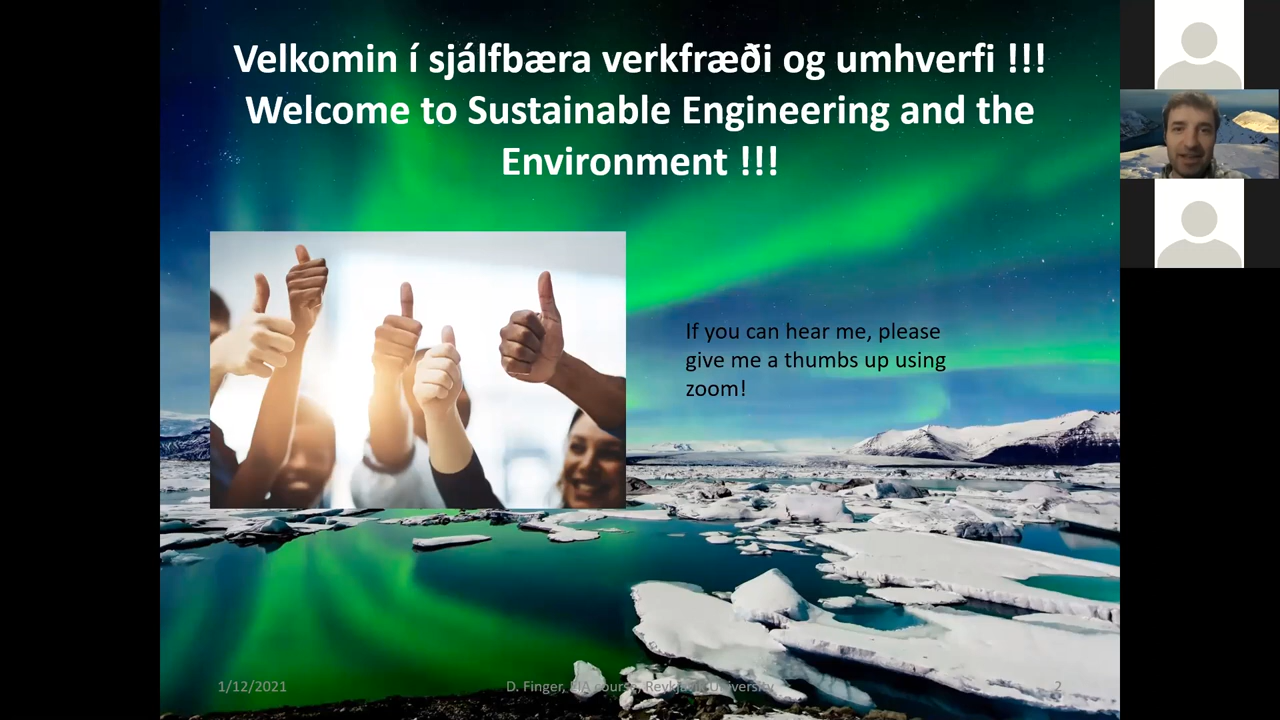 Velkomin í sjálfbæra verkfræði og umhverfi !!!
Welcome to Sustainable Engineering and the
Environment !!!
If you can hear me, please
give me a thumbs up using
zoom!
1/12/2021
D. Finger, EIA course, Reykjavik University
2